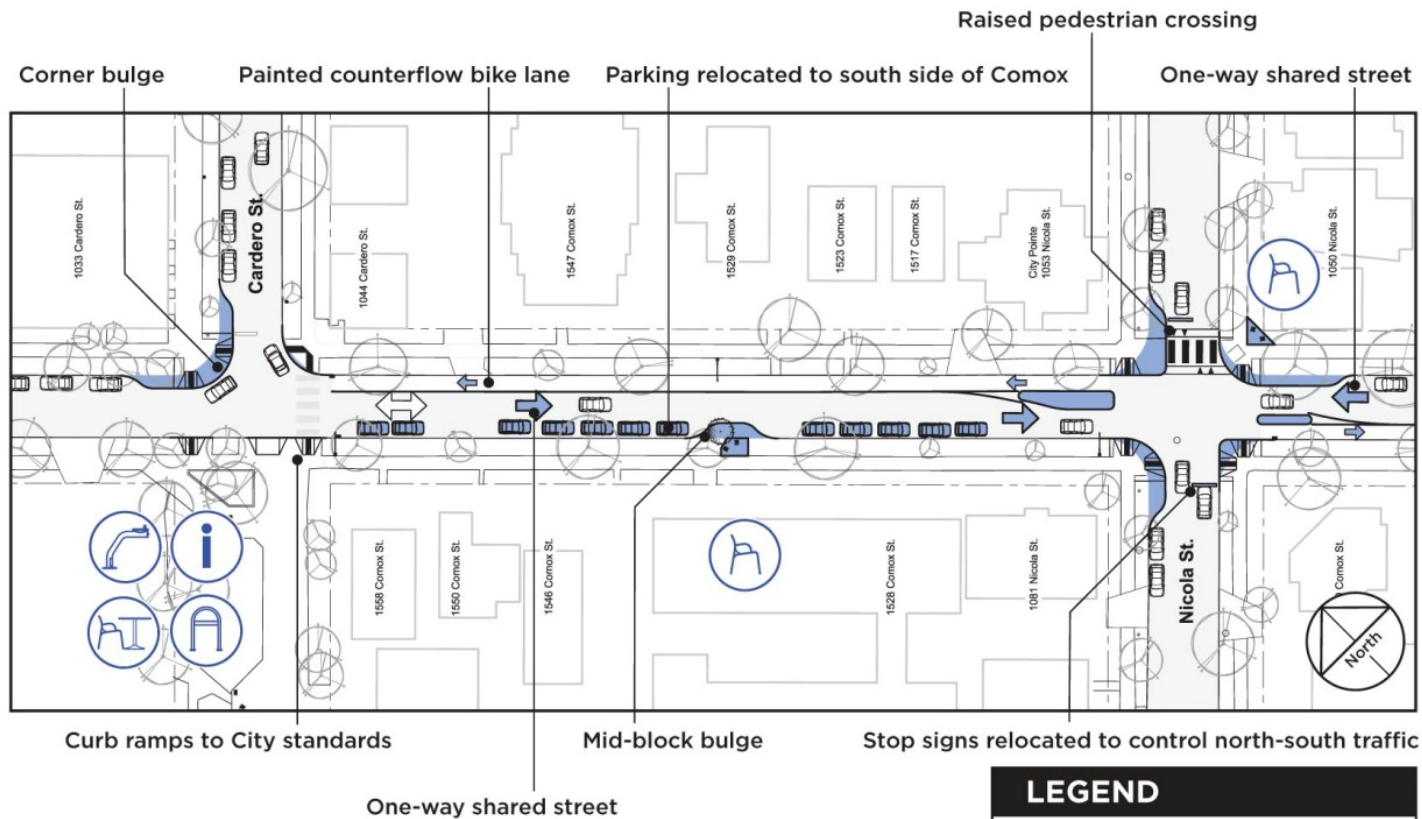 Raised pedestrian crossing
Corner bulge
Painted counterflow bike lane
Parking relocated to south side of Comox
One-way shared street
1033 Cardero St.
Cardero St.
1044 Cardero St.
1547 Comox St.
1529 Comox St.
1523 Comox St.
1517 Comox St.
City Pointe
1053 Nicola St.
1050 Nicola St.
1558 Comox St.
1550 Comox St.
1546 Comox St.
1528 Comox St.
1081 Nicola St.
Nicola St.
Comox St.
North
Curb ramps to City standards
Mid-block bulge
Stop signs relocated to control north-south traffic
One-way shared street
LEGEND